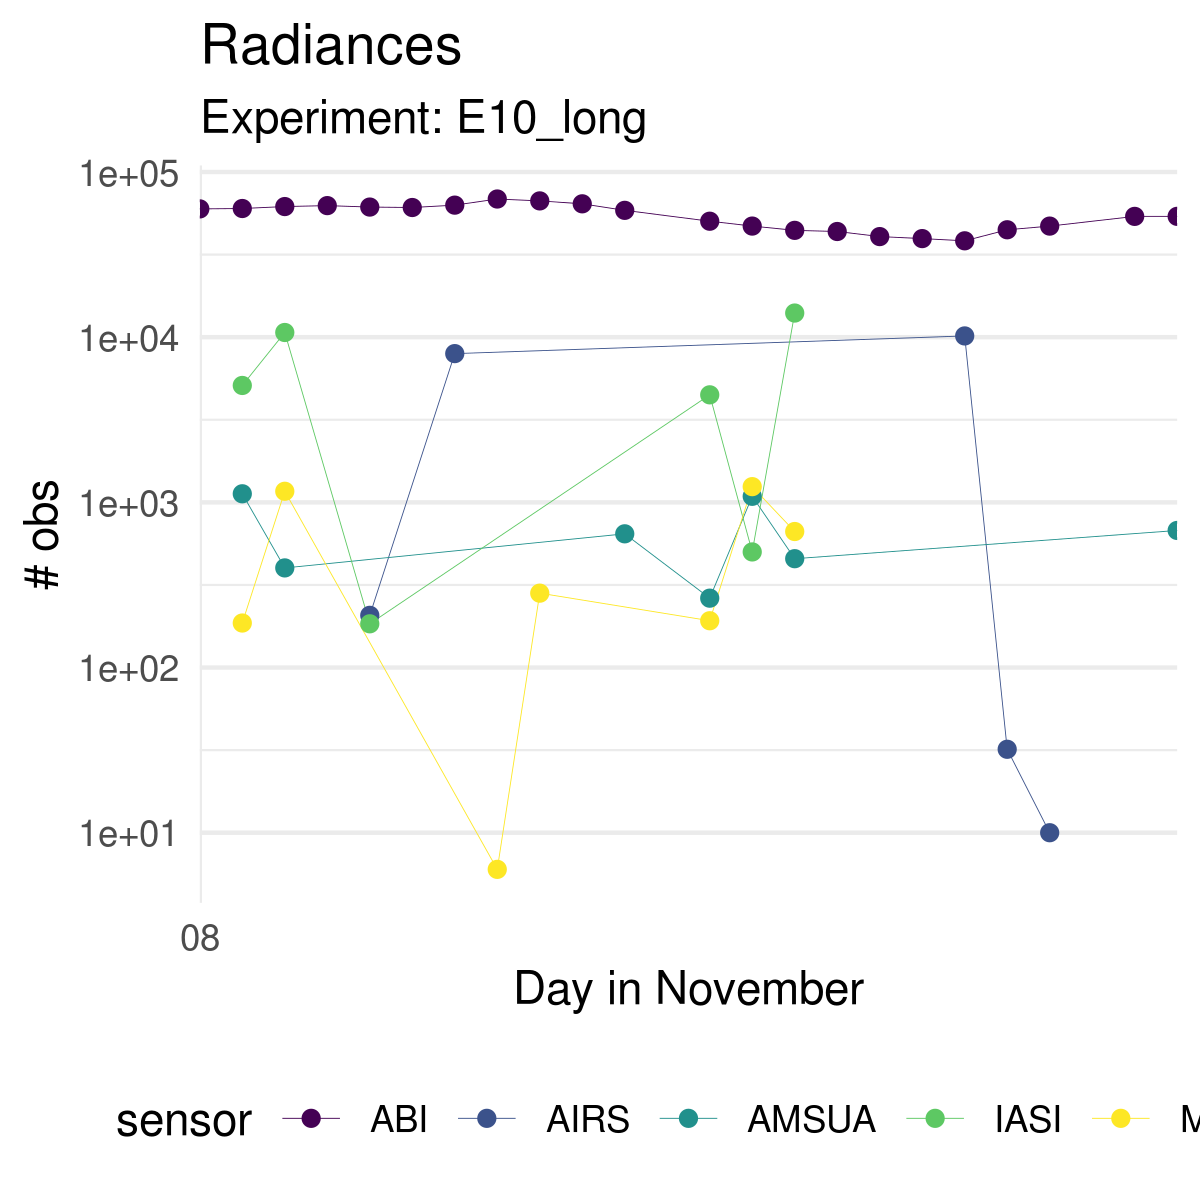 Radiances
Experiment: E10_long
1e+05
1e+04
1e+03
1e+02
1e+01
# obs
08
Day in November
sensor ABI AIRS AMSUA IASI